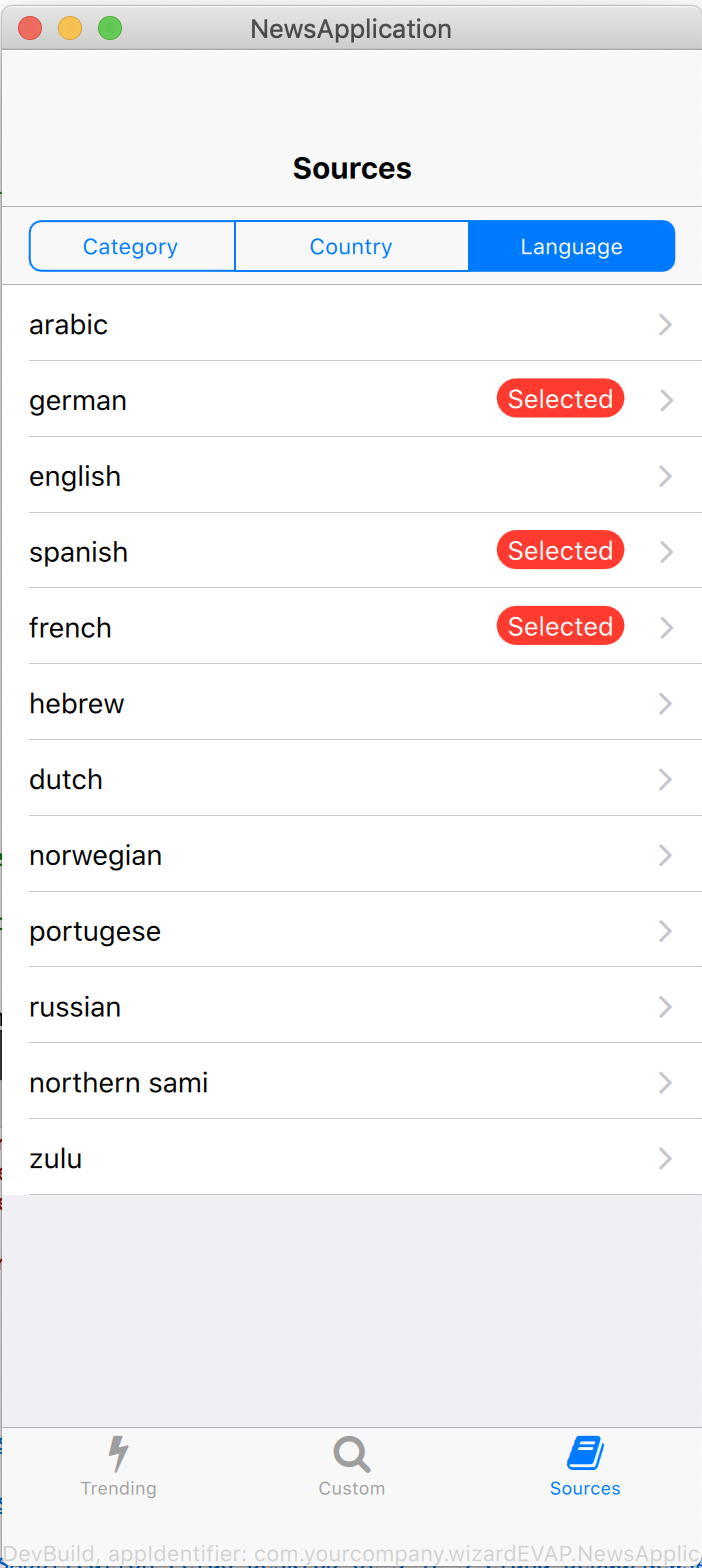 NewsApplication
Sources
Category Country Language
arabic
german Selected
english
spanish Selected
french Selected
hebrew
dutch
norwegian
portugese
russian
northern sami
zulu
Trending Custom Sources
DevBuild, appIdentifier: com.yourcompany.wizardEVAP.NewsApplic